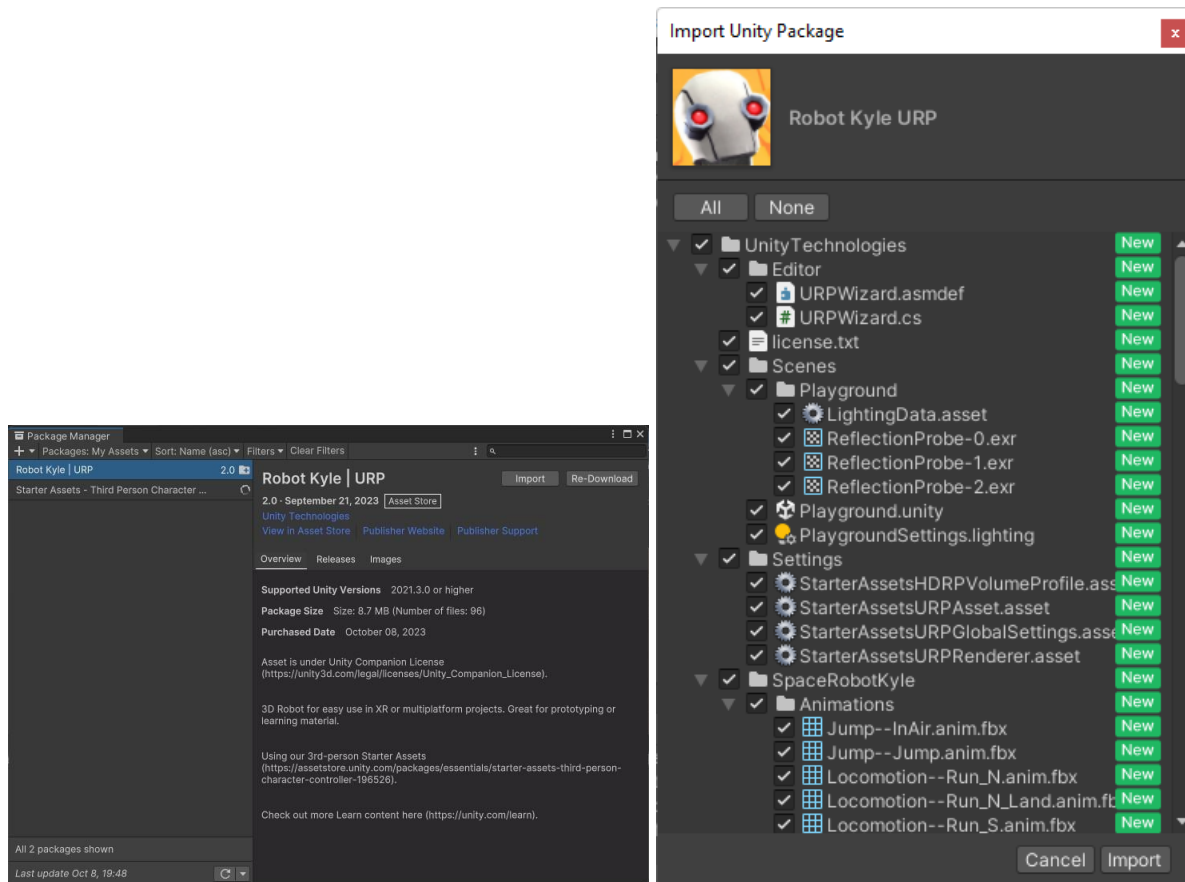 Package Manager
Packages: My Assets Sort: Name (asc) Filters Clear Filters
Robot Kyle | URP 2.0
Starter Assets - Third Person Character ...
Robot Kyle | URP
Import Re-Download
2.0 · September 21, 2023 Asset Store
Unity Technologies
View in Asset Store Publisher Website Publisher Support
Overview Releases Images
Supported Unity Versions 2021.3.0 or higher
Package Size Size: 8.7 MB (Number of files: 96)
Purchased Date October 08, 2023
Asset is under Unity Companion License
(https://unity3d.com/legal/licenses/Unity_Companion_License).
3D Robot for easy use in XR or multiplatform projects. Great for prototyping or
learning material.
Using our 3rd-person Starter Assets
(https://assetstore.unity.com/packages/essentials/starter-assets-third-person-
character-controller-196526).
Check out more Learn content here (https://unity.com/learn).
All 2 packages shown
Last update Oct 8, 19:48
Import Unity Package x
Robot Kyle URP
All None
UnityTechnologies New
Editor New
URPWizard.asmdef New
URPWizard.cs New
license.txt New
Scenes New
Playground New
LightingData.asset New
ReflectionProbe-0.exr New
ReflectionProbe-1.exr New
ReflectionProbe-2.exr New
Playground.unity New
PlaygroundSettings.lighting New
Settings New
StarterAssetsHDRPVolumeProfile.ass New
StarterAssetsURPAsset.asset New
StarterAssetsURPGlobalSettings.asse New
StarterAssetsURPRenderer.asset New
SpaceRobotKyle New
Animations New
Jump--InAir.anim.fbx New
Jump--Jump.anim.fbx New
Locomotion--Run_N.anim.fbx New
Locomotion--Run_N_Land.anim.fb New
Locomotion--Run_S.anim.fbx New
Cancel Import